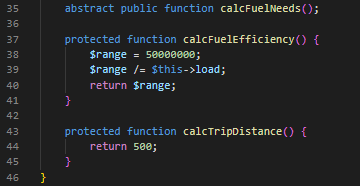 35 abstract public function calcFuelNeeds();
36
37 protected function calcFuelEfficiency() {
38 $range = 50000000;
39 $range /= $this->load;
40 return $range;
41 }
42
43 protected function calcTripDistance() {
44 return 500;
45 }
46 }